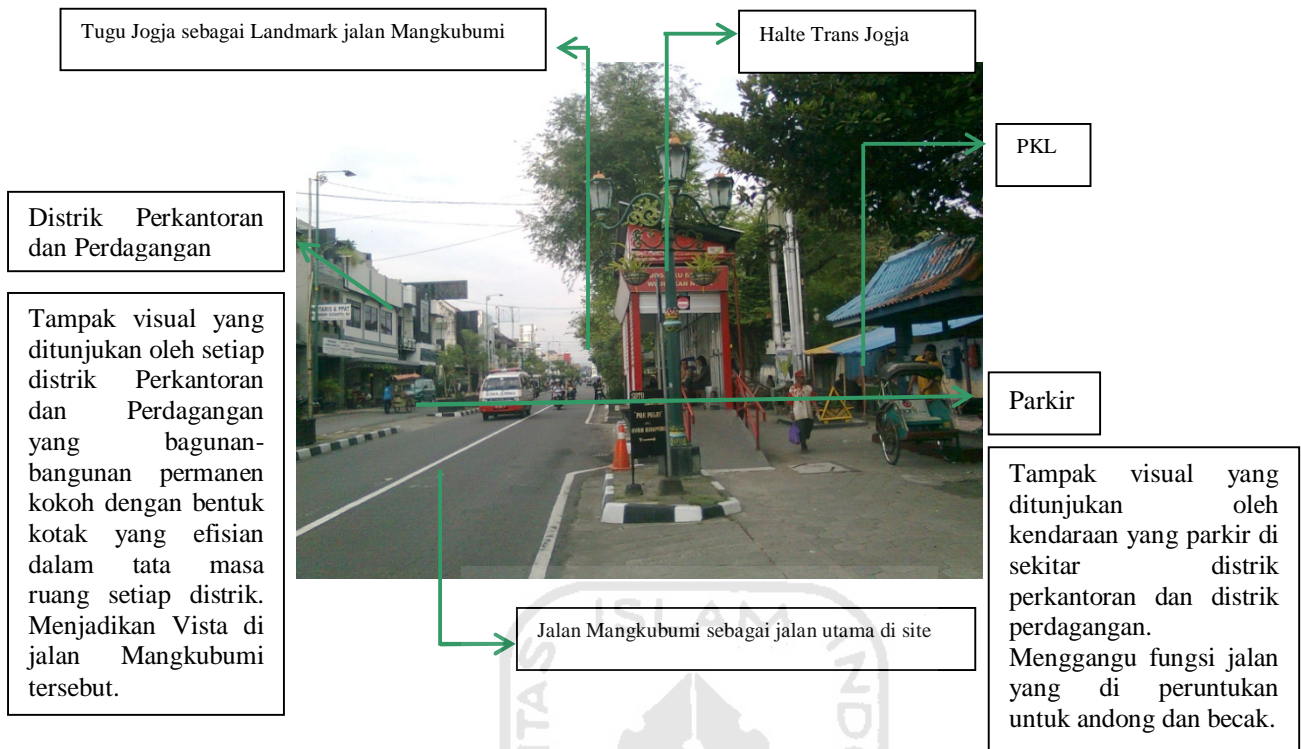 Tugu Jogja sebagai Landmark jalan Mangkubumi
Halte Trans Jogja
PKL
Distrik Perkantoran
dan Perdagangan
Tampak visual yang
ditunjukan oleh setiap
distrik Perkantoran
dan Perdagangan
yang bagunan-
bangunan permanen
kokoh dengan bentuk
kotak yang efisian
dalam tata masa
ruang setiap distrik.
Menjadikan Vista di
jalan Mangkubumi
tersebut.
Parkir
Tampak visual yang
ditunjukan oleh
kendaraan yang parkir di
sekitar distrik
perkantoran dan distrik
perdagangan.
Menggangu fungsi jalan
yang di peruntukan
untuk andong dan becak.
Jalan Mangkubumi sebagai jalan utama di site
ISLAM